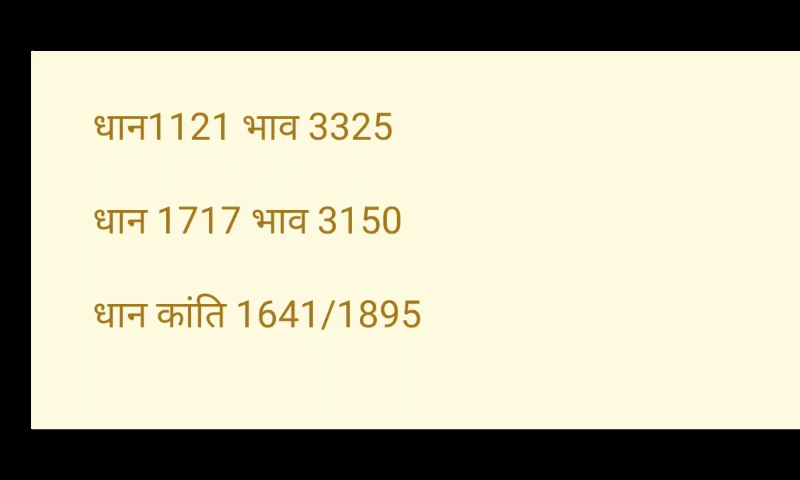 धान1121 भाव 3325
धान 1717 भाव 3150
धान कांति 1641/1895